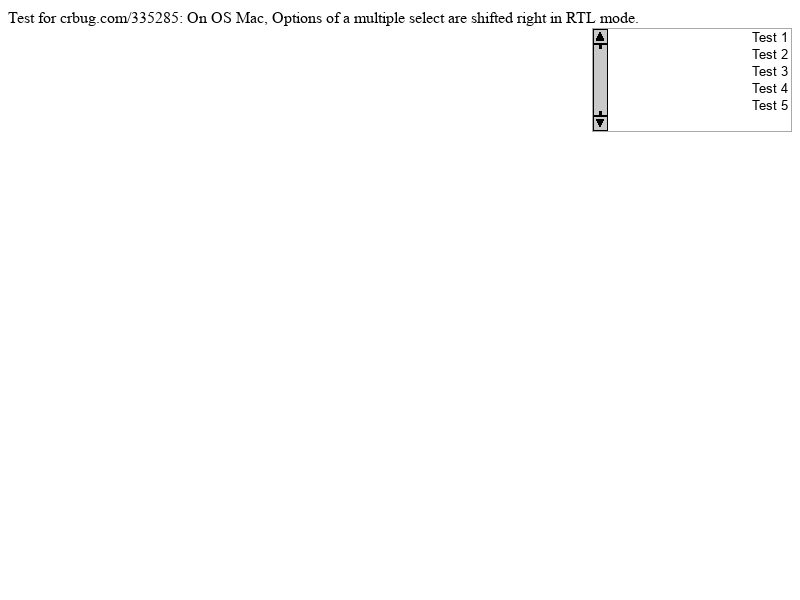 Test for crbug.com/335285: On OS Mac, Options of a multiple select are shifted right in RTL mode.
Test 1
Test 2
Test 3
Test 4
Test 5